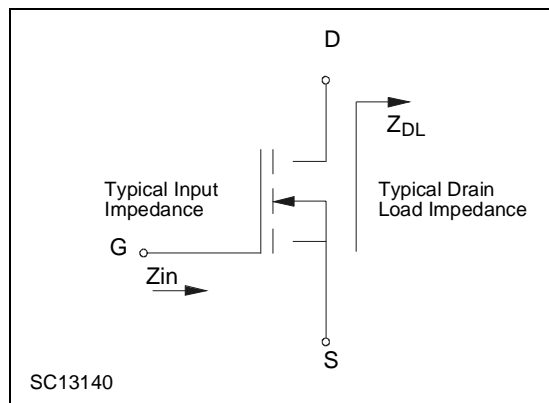 D
Z_DL
Typical Input
Impedance
Typical Drain
Load Impedance
G
Zin
S
SC13140